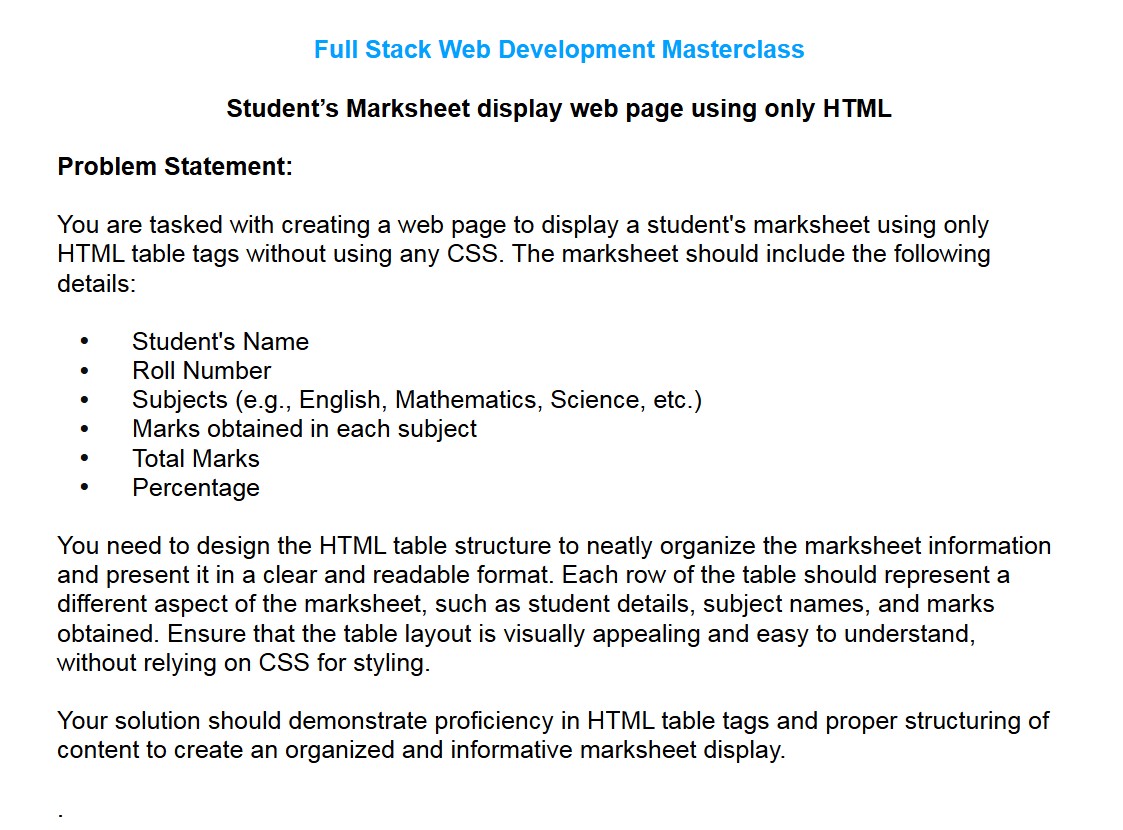 Full Stack Web Development Masterclass
Student’s Marksheet display web page using only HTML
Problem Statement:
You are tasked with creating a web page to display a student's marksheet using only
HTML table tags without using any CSS. The marksheet should include the following
details:
• Student's Name
• Roll Number
• Subjects (e.g., English, Mathematics, Science, etc.)
• Marks obtained in each subject
• Total Marks
• Percentage
You need to design the HTML table structure to neatly organize the marksheet information
and present it in a clear and readable format. Each row of the table should represent a
different aspect of the marksheet, such as student details, subject names, and marks
obtained. Ensure that the table layout is visually appealing and easy to understand,
without relying on CSS for styling.
Your solution should demonstrate proficiency in HTML table tags and proper structuring of
content to create an organized and informative marksheet display.
.